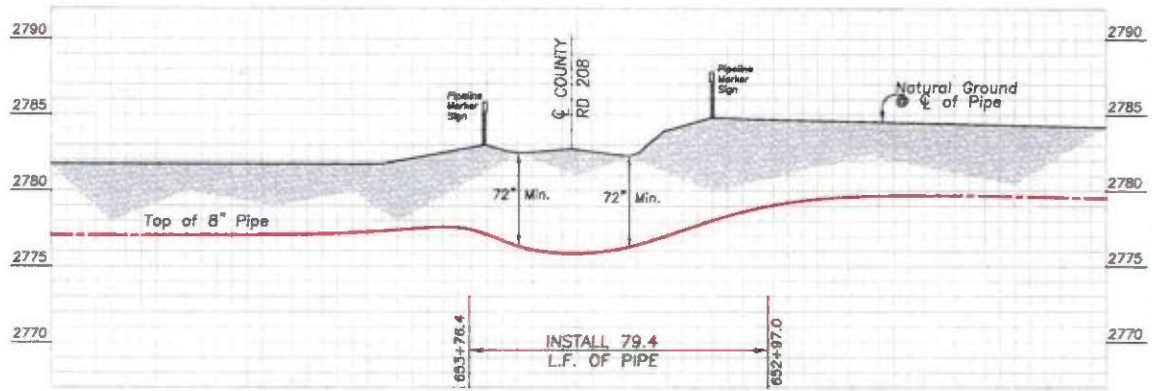 2790
2790
Pipeline
Marker
Sign
℄ COUNTY
RD 208
Pipeline
Marker
Sign
Natural Ground
@ ℄ of Pipe
2785
2785
2780
2780
72" Min.
72" Min.
Top of 8" Pipe
2775
2775
2770
2770
653+76.4
INSTALL 79.4
L.F. OF PIPE
652+97.0